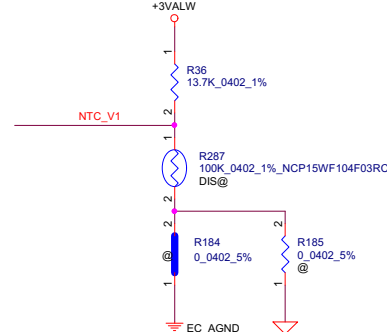 +3VALW
1
R36
13.7K_0402_1%
2
NTC_V1
1
R287
100K_0402_1%_NCP15WF104F03RC
DIS@
2
2
2
R184
R185
@
0_0402_5%
0_0402_5%
@
1
1
EC_AGND